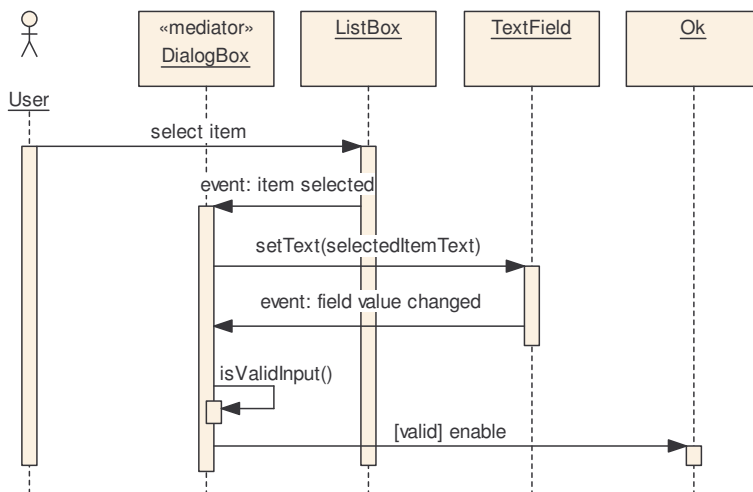 «mediator»
DialogBox
ListBox
TextField
Ok
User
select item
event: item selected
setText(selectedItemText)
event: field value changed
isValidInput()
[valid] enable